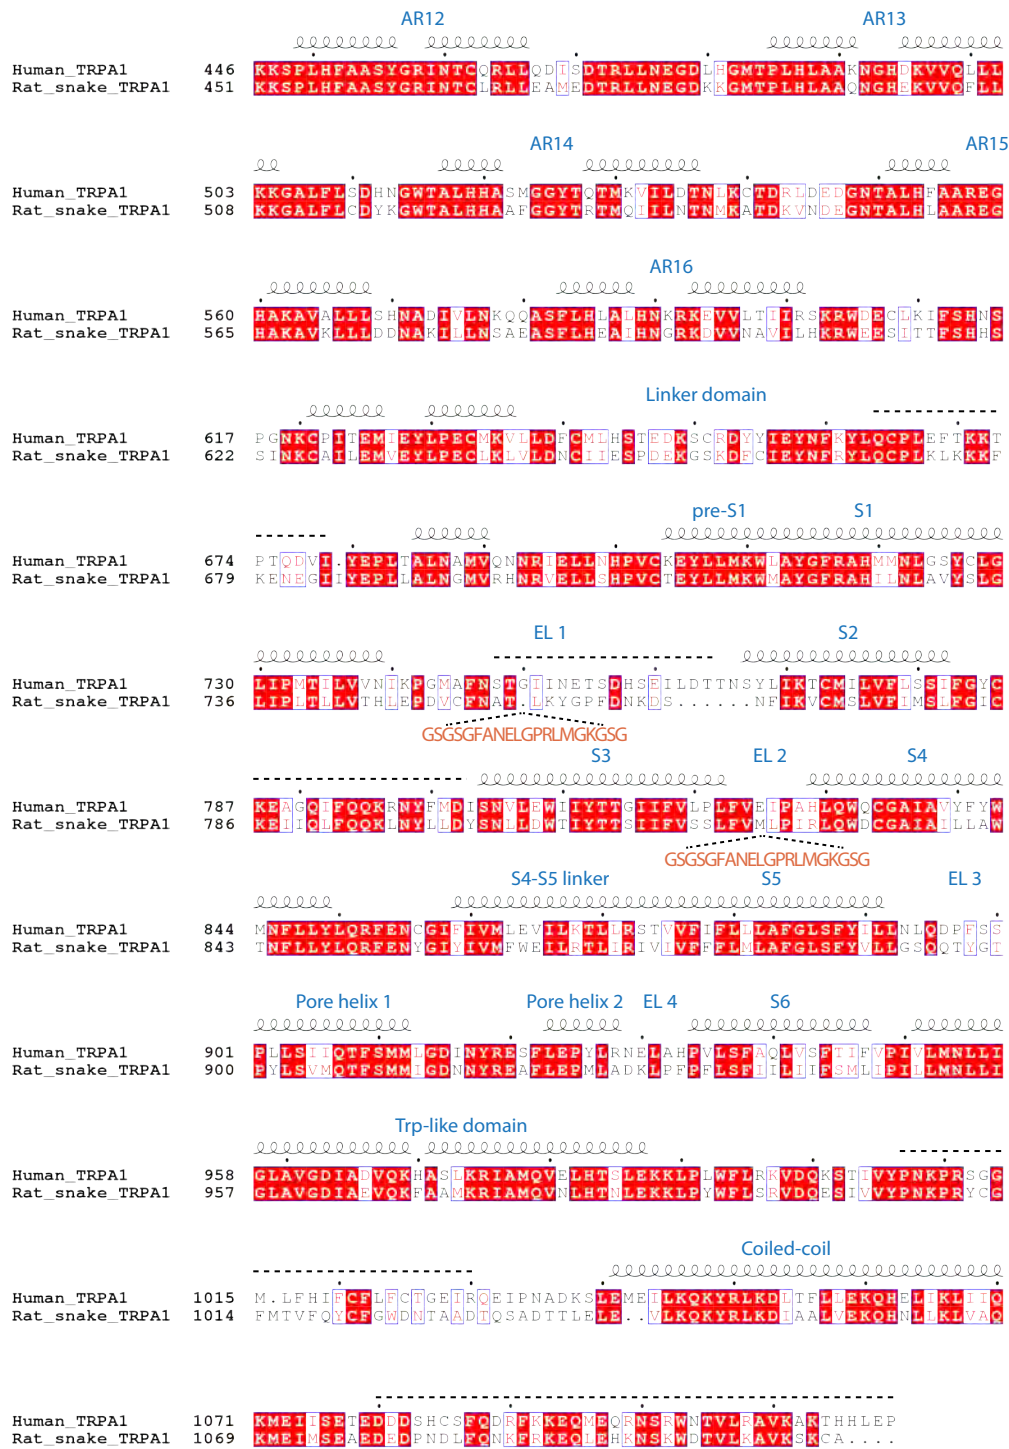 AR12 AR13
Human_TRPA1 446 KKSPLHFAASYGRINTCQRLLQDISDTRLLNEGDLHGMTPLHLAAKNGHDKVVQLLL
Rat_snake_TRPA1 451 KKSPLHFAASYGRINTCLRLLEAMEDTRLLNEGDKKGMTPLHLAAQNGHEKVVQFLL
AR14 AR15
Human_TRPA1 503 KKGALFLSDHNGWTALHHASMGGYTQTMKVILDTNLKCTDRLDEDGNTALHFAAREG
Rat_snake_TRPA1 508 KKGALFLCDYKGWTALHHAAFGGYTRTMQIILNTNMKATDKVNDEGNTALHLAAREG
AR16
Human_TRPA1 560 HAKAVALLLSHNADIVLNKQQASFLHLALHNKRKEVVLTIIRSKRWDECLKIFSHNS
Rat_snake_TRPA1 565 HAKAVKLLLDDNAKILLNSAEASFLHEAIHNGRKDVVNAVILHKRWEESITTFSHHS
Linker domain
Human_TRPA1 617 PGNKCPITEMIEYLPECMKVLLDFCMLHSTEDKSCRDYYIEYNFKYLQCPLEFTKKT
Rat_snake_TRPA1 622 SINKCAILEMVEYLPECLKLVLDNCIIESPDEKGSKDFCIEYNFRYLQCPLKLKKKF
pre-S1 S1
Human_TRPA1 674 PTQDVI.YEPLTALNAMVQNNRIELLNHPVCKEYLLMKWLAYGFRAHMMNLGSYCLG
Rat_snake_TRPA1 679 KENEGIIYEPLLALNGMVRHNRVELLSHPVCTEYLLMKWMAYGFRAHILNLAVYSLG
EL 1 S2
Human_TRPA1 730 LIPMTILVVNIKPGMAFNSTGIINETSDHSEILDTTNSYLIKTCMILVFLSSIFGYC
Rat_snake_TRPA1 736 LIPLTLLVTHLEPDVCFNAT.LKYGPFDNKDS......NFIKVCMSLVFIMSLFGIC
GSGSGFANELGPRLMGKGSG
S3 EL 2 S4
Human_TRPA1 787 KEAGQIFQQKRNYFMDISNVLEWIIYTTGIIFVLPLFVEIPAHLQWQCGAIAVYFYW
Rat_snake_TRPA1 786 KEIIQLFQQKLNYLLDYSNLLDWTIYTTSIIFVSSLFVMLPIRLQWDCGAIAILLAW
GSGSGFANELGPRLMGKGSG
S4-S5 linker S5 EL 3
Human_TRPA1 844 MNFLLYLQRFENCGIFIVMLEVILKTLLRSTVVFIFLLLAFGLSFYILLNLQDPFSS
Rat_snake_TRPA1 843 TNFLLYLQRFENYGIYIVMFWEILRTLIRIVIVFFFLMLAFGLSFYVLLGSQQTYGT
Pore helix 1 Pore helix 2 EL 4 S6
Human_TRPA1 901 PLLSIIQTFSMMLGDINYRESFLEPYLRNELAHPVLSFAQLVSFTIFVPIVLMNLLI
Rat_snake_TRPA1 900 PYLSVMQTFSMMIGDNNYREAFLEPMLADKLPFPFLSFIILIIFSMLIPILLMNLLI
Trp-like domain
Human_TRPA1 958 GLAVGDIADVQKHASLKRIAMQVELHTSLEKKLPLWFLRKVDQKSTIVYPNKPRSGG
Rat_snake_TRPA1 957 GLAVGDIAEVQKFAAMKRIAMQVNLHTNLEKKLPYWFLSRVDQESIVVYPNKPRYCG
Coiled-coil
Human_TRPA1 1015 M.LFHIFCFLFCTGEIRQEIPNADKSLEMEILKQKYRLKDLTFLLEKQHELIKLIIQ
Rat_snake_TRPA1 1014 FMTVFQYCFGWDNTAADTQSADTTLELE..VLKQKYRLKDIAALVEKQHNLLKLVAQ
Human_TRPA1 1071 KMEIISETEDDDSHCSFQDRFKKEQMEQRNSRWNTVLRAVKAKTHHLEP
Rat_snake_TRPA1 1069 KMEIMSEAEDEDPNDLFQNKFRKEQLEHKNSKWDTVLKAVKSKCA....